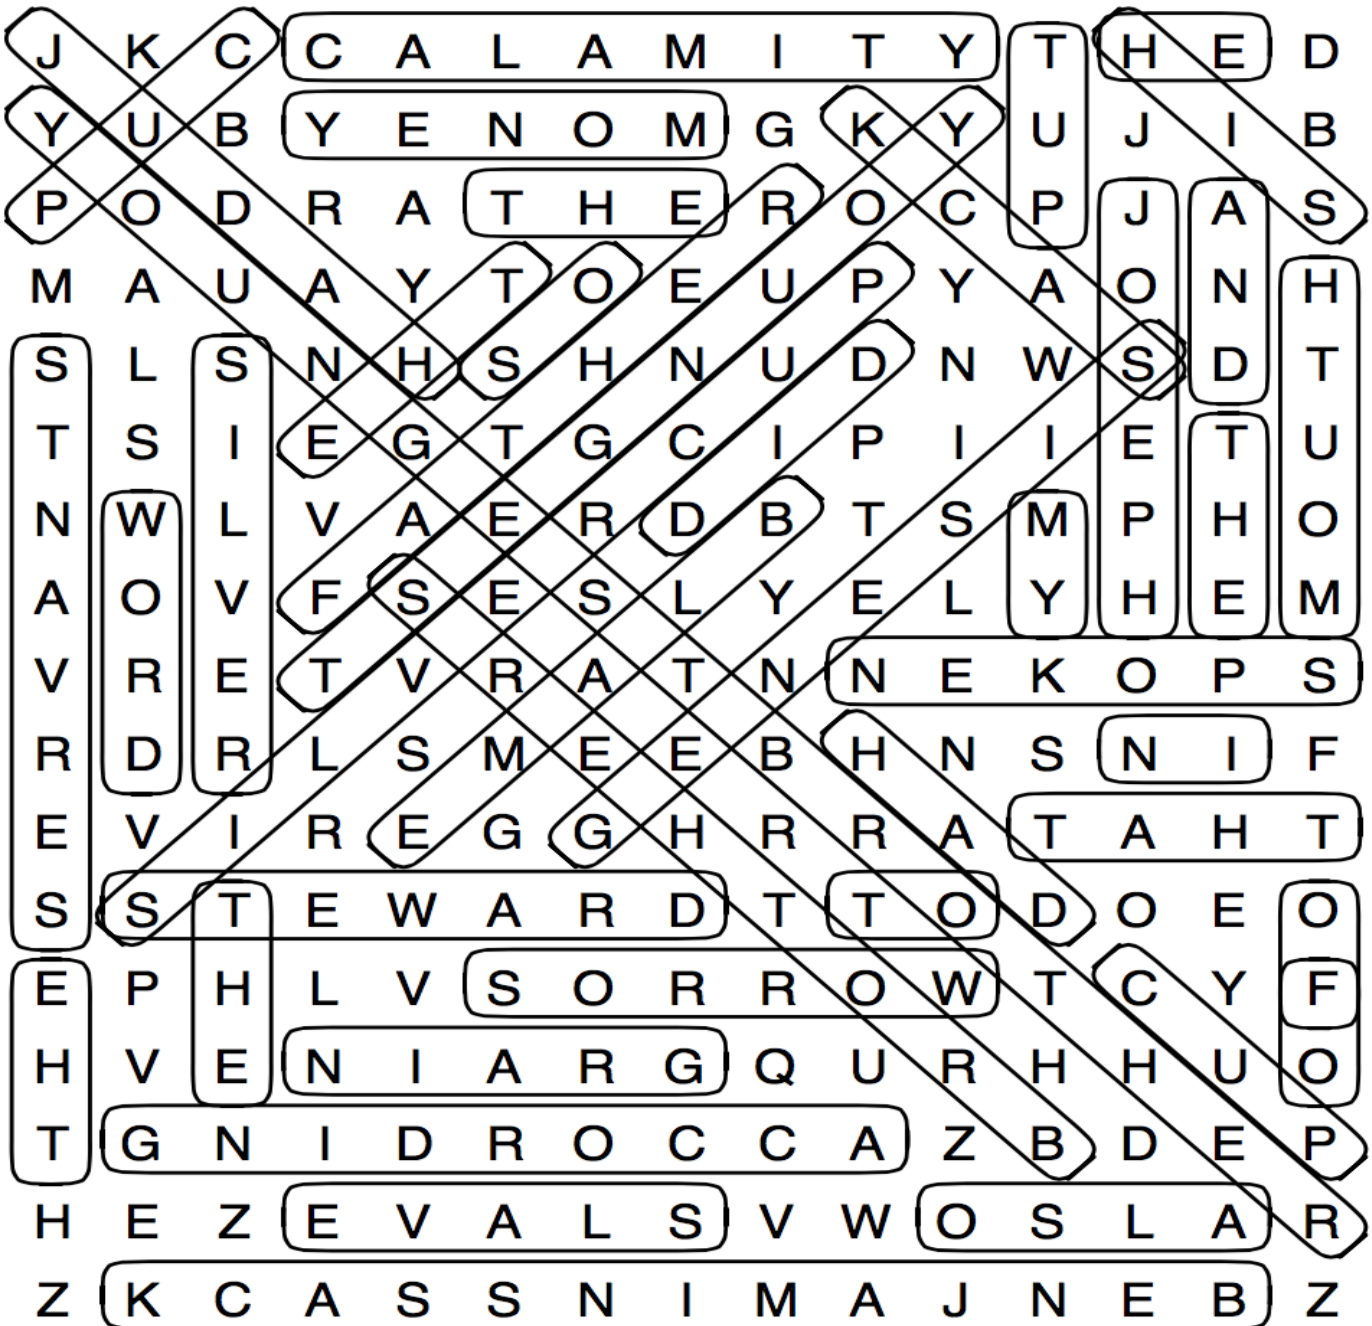 J K C C A L A M I T Y T H E D
Y U B Y E N O M G K Y U J I B
P O D R A T H E R O C P J A S
M A U A Y T O E U P Y A O N H
S L S N H S H N U D N W S D T
T S I E G T G C I P I I E T U
N W L V A E R D B T S M P H O
A O V F S E S L Y E L Y H E M
V R E T V R A T N N E K O P S
R D R L S M E E B H N S N I F
E V I R E G G H R R A T A H T
S S T E W A R D T T O D O E O
E P H L V S O R R O W T C Y F
H V E N I A R G Q U R H H U O
T G N I D R O C C A Z B D E P
H E Z E V A L S V W O S L A R
Z K C A S S N I M A J N E B Z